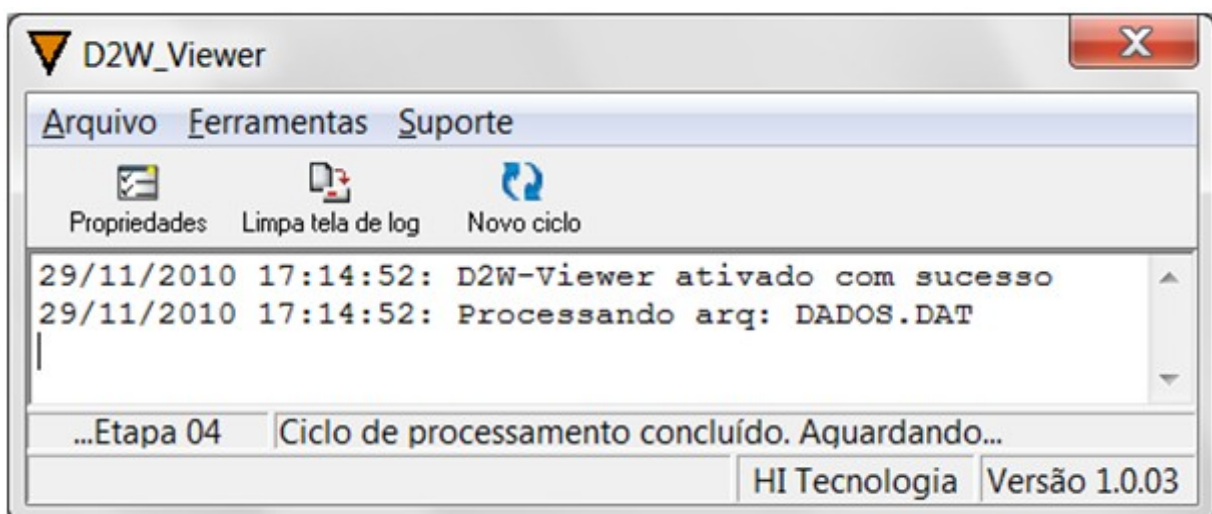 D2W_Viewer
Arquivo Ferramentas Suporte
Propriedades Limpa tela de log Novo ciclo
29/11/2010 17:14:52: D2W-Viewer ativado com sucesso
29/11/2010 17:14:52: Processando arq: DADOS.DAT
...Etapa 04 Ciclo de processamento concluído. Aguardando...
HI Tecnologia Versão 1.0.03